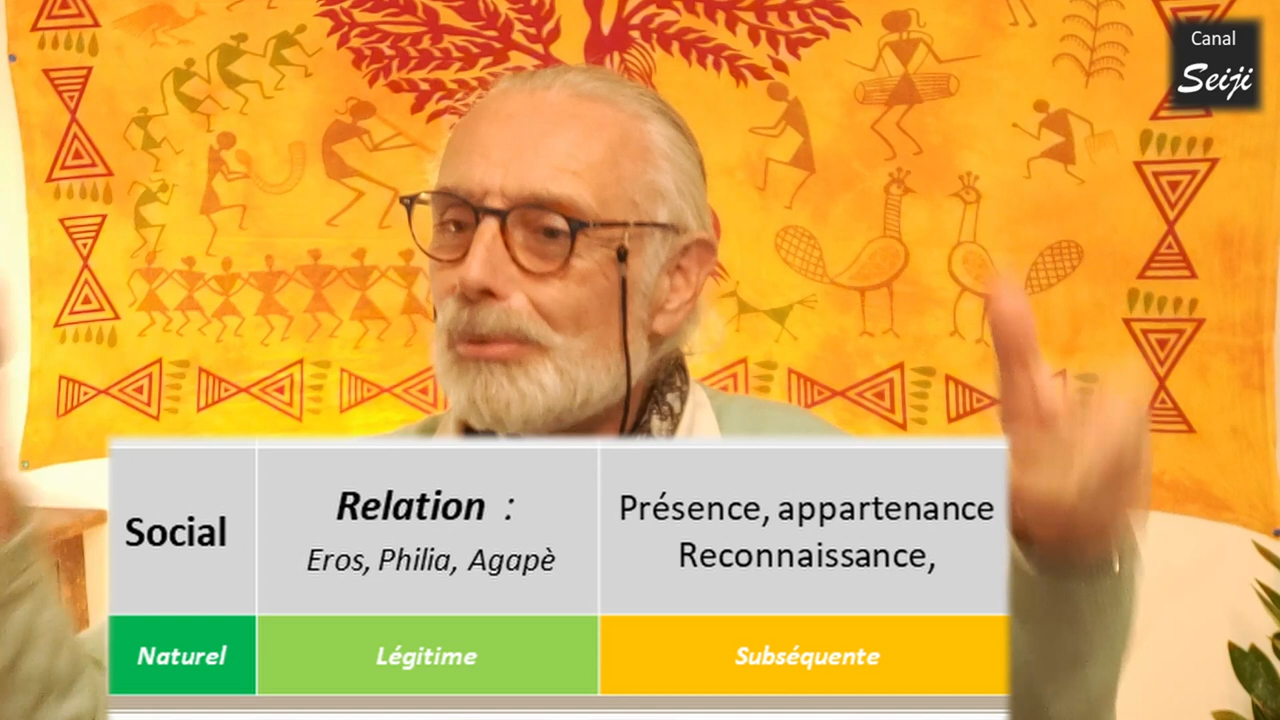 Canal
Seiji
Social
Relation :
Eros, Philia, Agapè
Présence, appartenance
Reconnaissance,
Naturel
Légitime
Subséquente